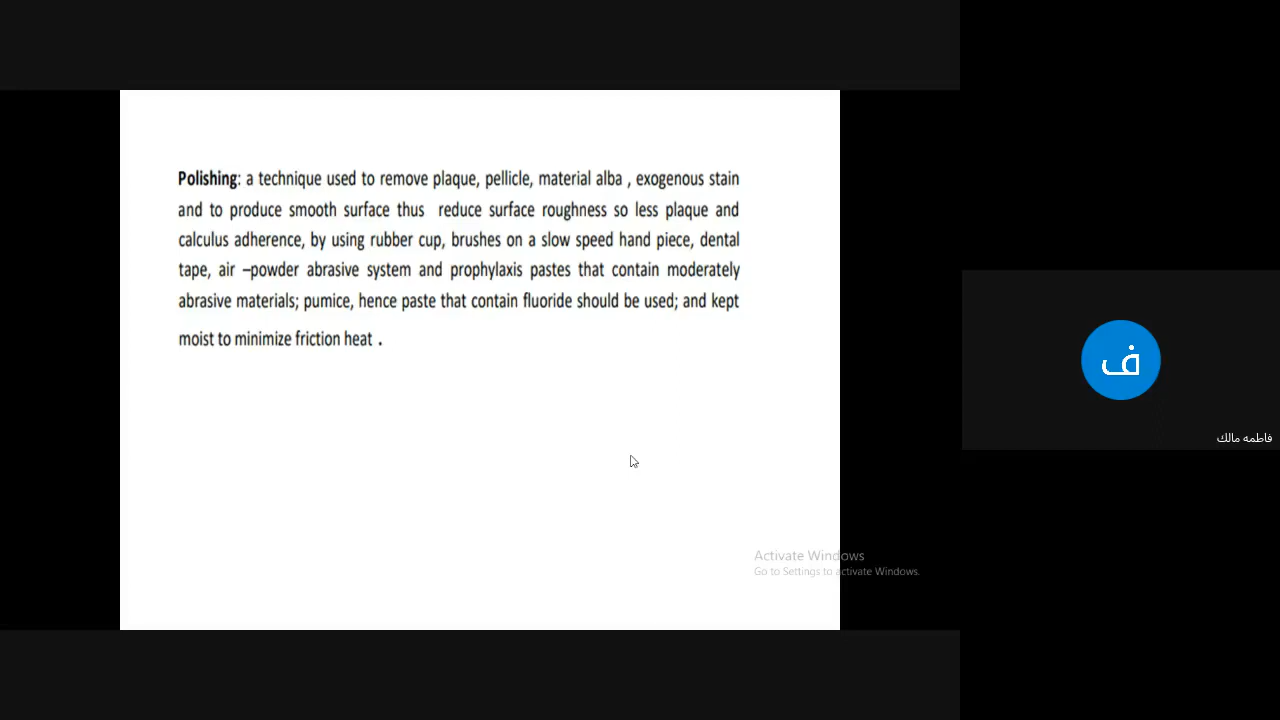 Polishing: a technique used to remove plaque, pellicle, material alba , exogenous stain
and to produce smooth surface thus reduce surface roughness so less plaque and
calculus adherence, by using rubber cup, brushes on a slow speed hand piece, dental
tape, air –powder abrasive system and prophylaxis pastes that contain moderately
abrasive materials; pumice, hence paste that contain fluoride should be used; and kept
moist to minimize friction heat .
ف
فاطمه مالك
Activate Windows
Go to Settings to activate Windows.